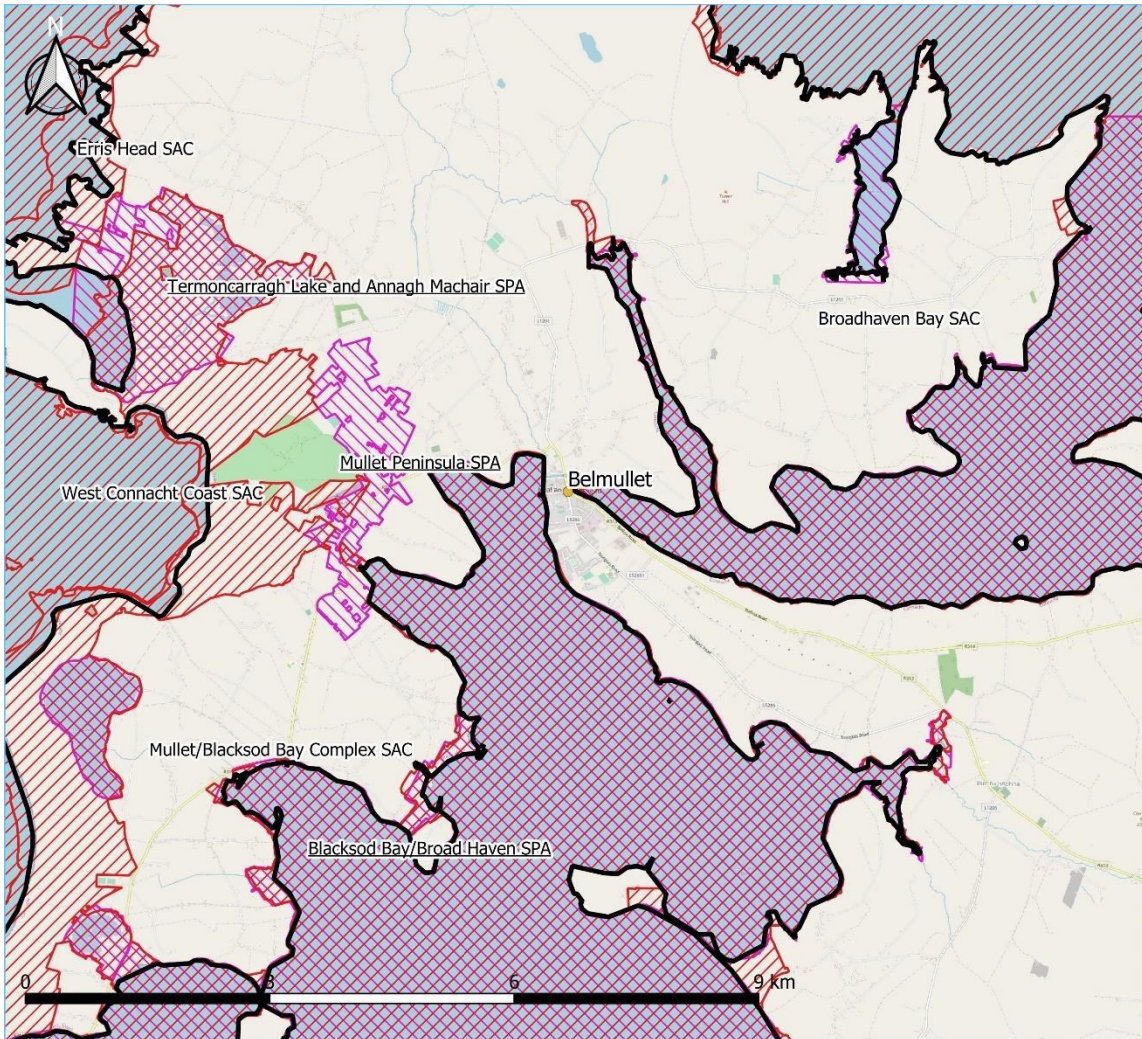 N
Erris Head SAC
Termoncarragh Lake and Annagh Machair SPA
Broadhaven Bay SAC
Mullet Peninsula SPA
Belmullet
West Connacht Coast SAC
Mullet/Blacksod Bay Complex SAC
Blacksod Bay/Broad Haven SPA
0
3
6
9 km